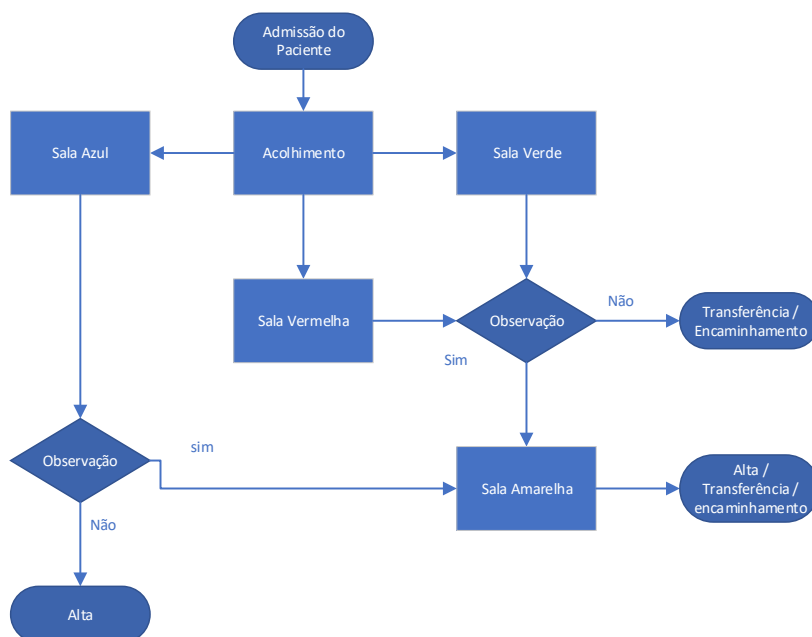 Admissão do
Paciente
Sala Azul
Acolhimento
Sala Verde
Sala Vermelha
Observação
Não
Transferência /
Encaminhamento
Sim
Observação
sim
Sala Amarelha
Alta /
Transferência /
encaminhamento
Não
Alta